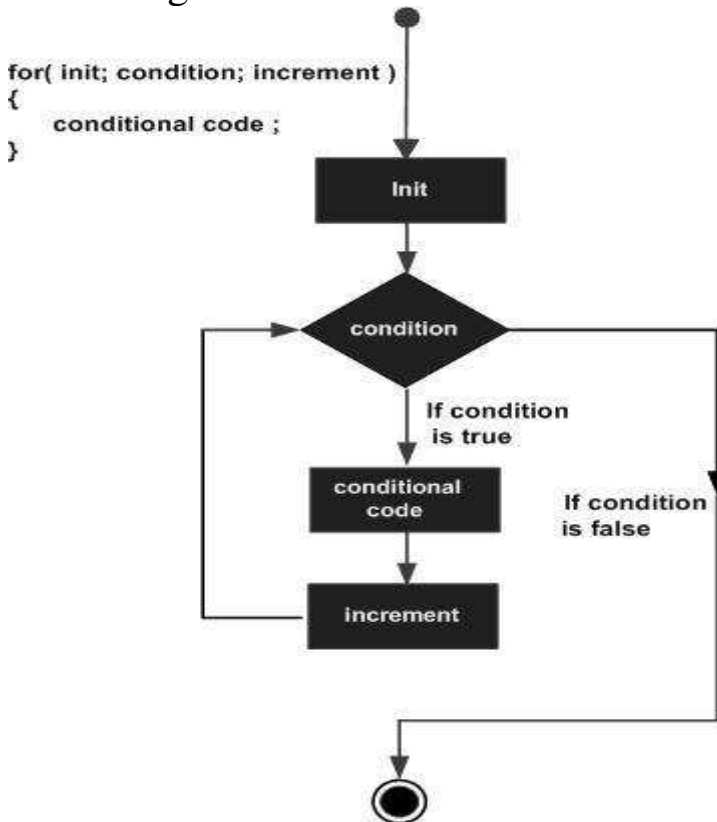 for( init; condition; increment )
{
conditional code ;
}
Init
condition
If condition
is true
conditional
code
If condition
is false
increment